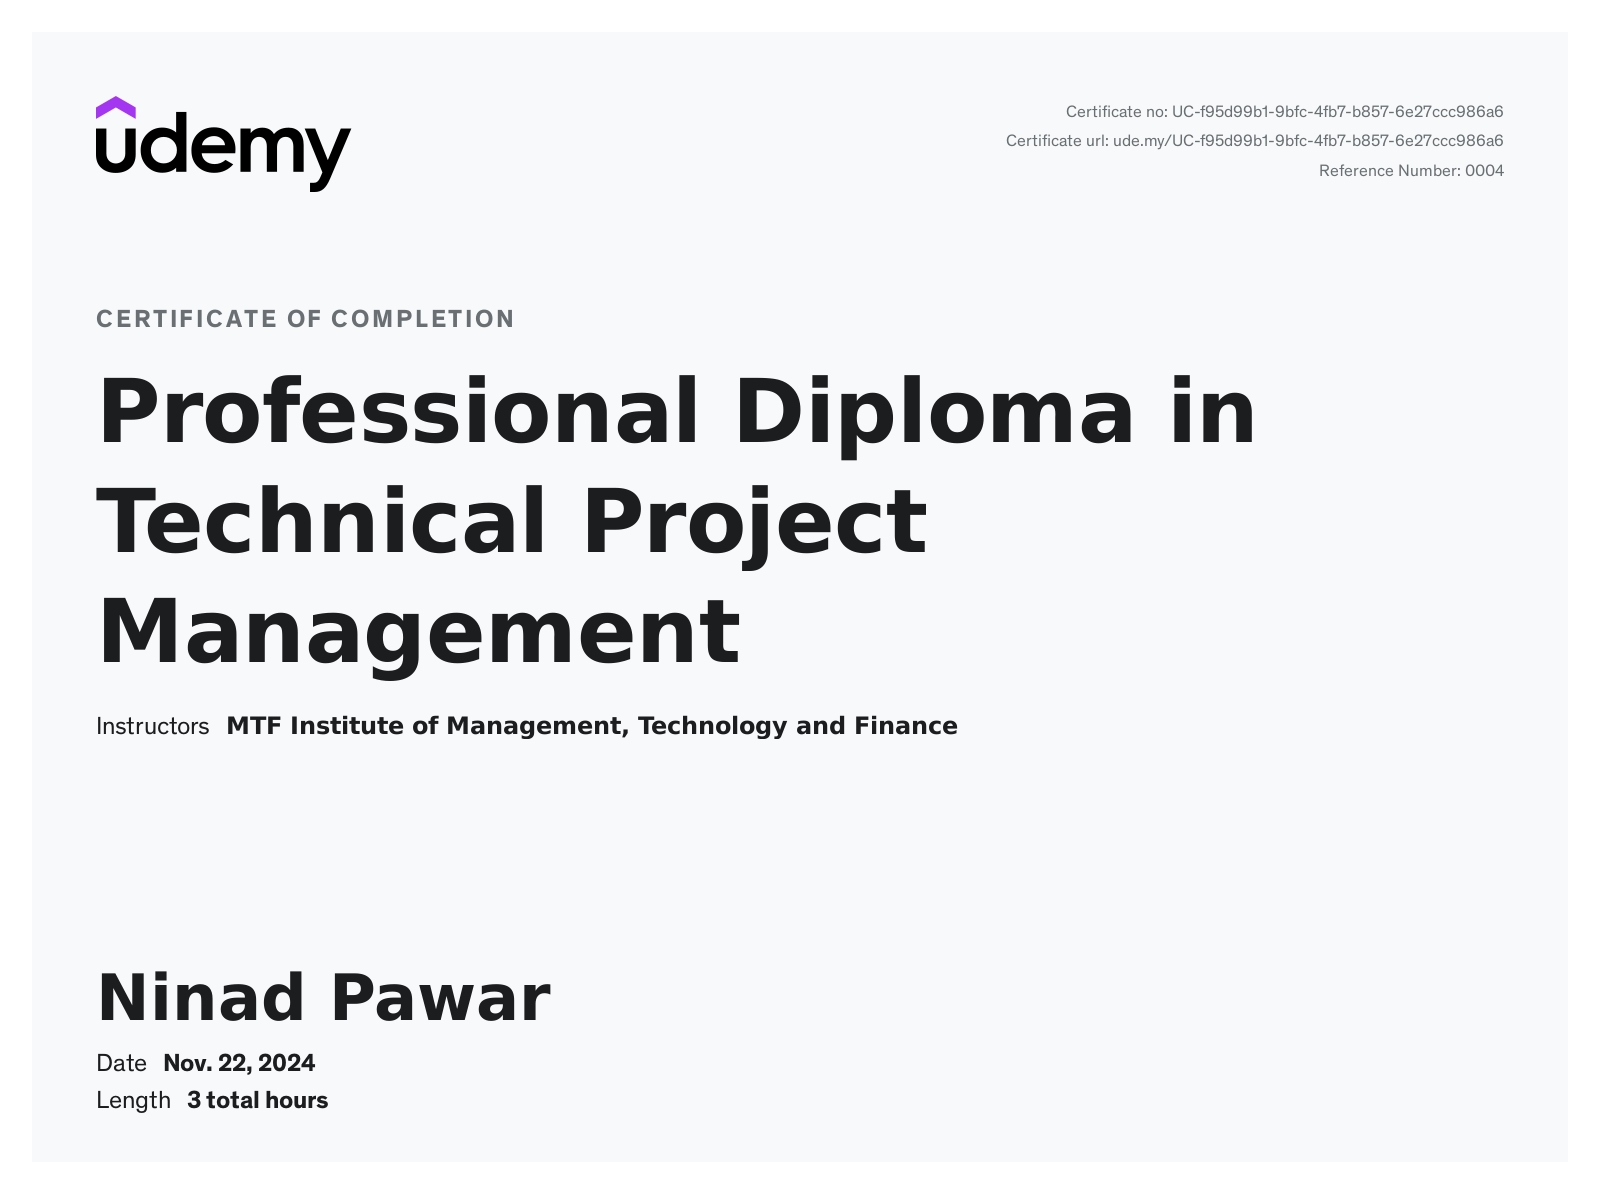 udemy
Certificate no: UC-f95d99b1-9bfc-4fb7-b857-6e27ccc986a6
Certificate url: ude.my/UC-f95d99b1-9bfc-4fb7-b857-6e27ccc986a6
Reference Number: 0004
CERTIFICATE OF COMPLETION
Professional Diploma in
Technical Project
Management
Instructors MTF Institute of Management, Technology and Finance
Ninad Pawar
Date Nov. 22, 2024
Length 3 total hours